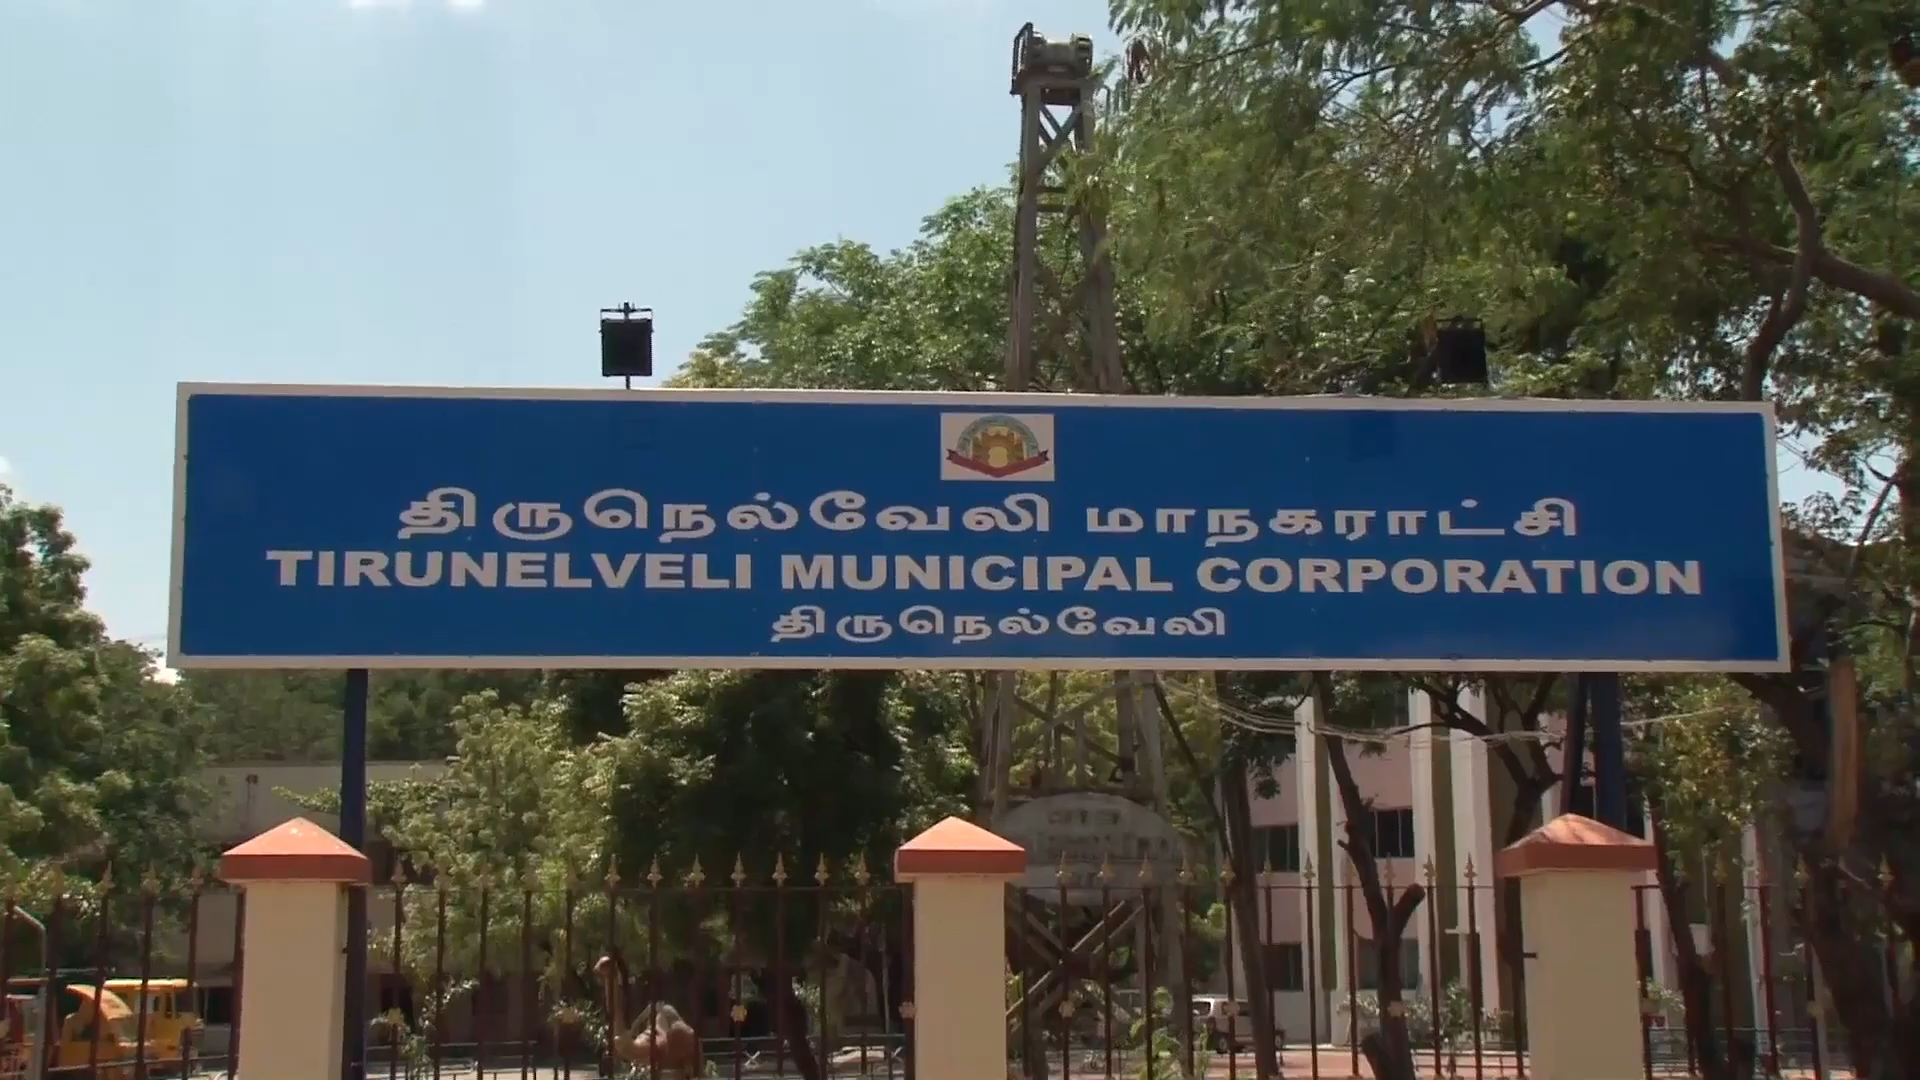 திருநெல்வேலி மாநகராட்சி
TIRUNELVELI MUNICIPAL CORPORATION
திருநெல்வேலி